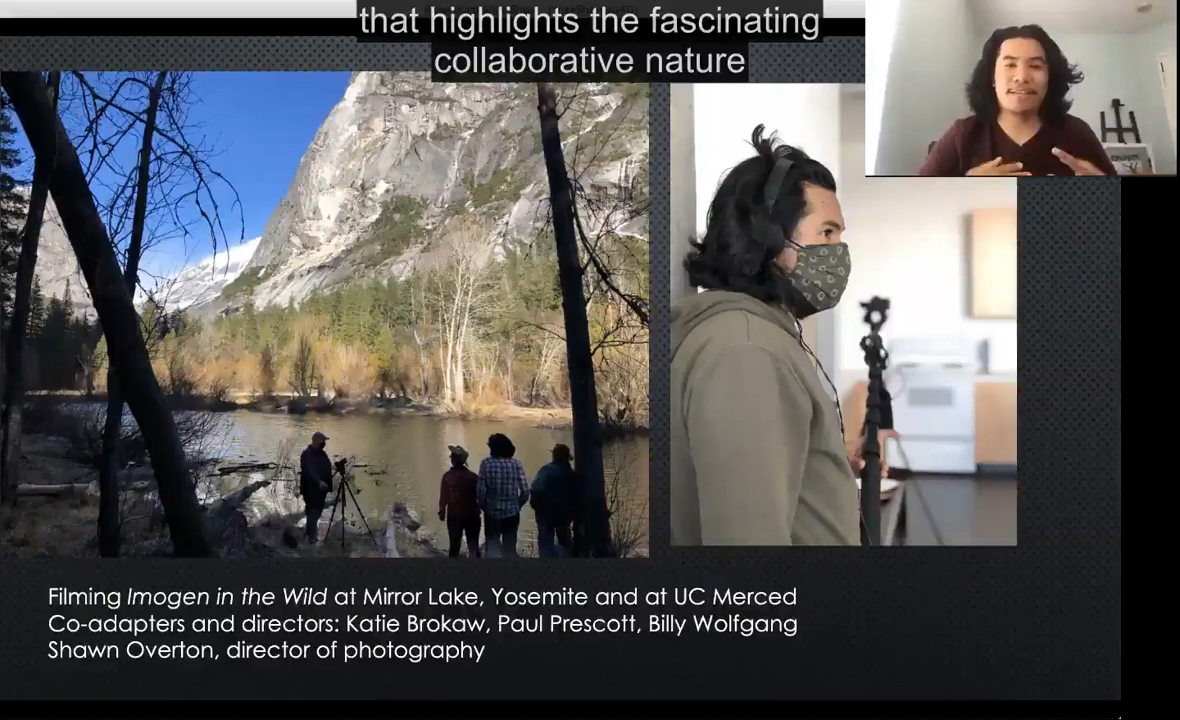 that highlights the fascinating
collaborative nature
Filming Imogen in the Wild at Mirror Lake, Yosemite and at UC Merced
Co-adapters and directors: Katie Brokaw, Paul Prescott, Billy Wolfgang
Shawn Overton, director of photography